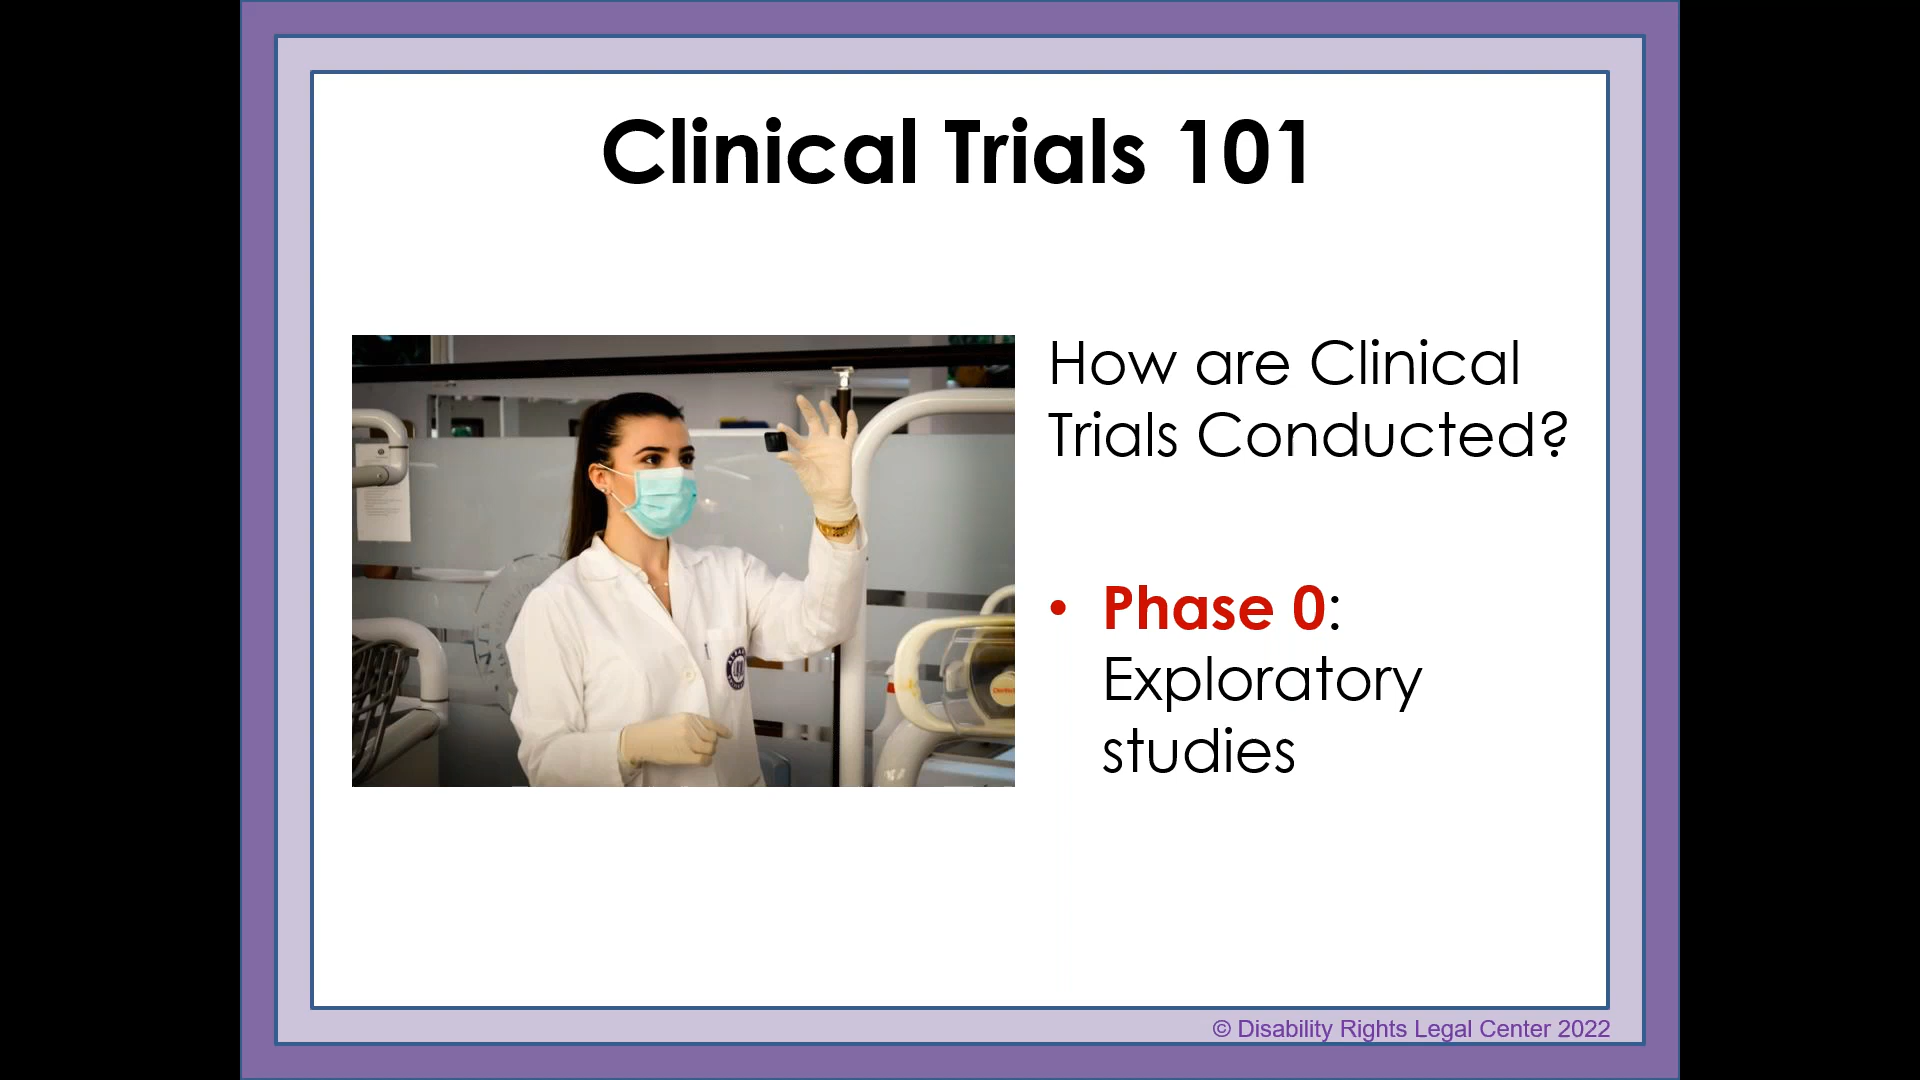 Clinical Trials 101
How are Clinical
Trials Conducted?
• Phase 0:
Exploratory
studies
© Disability Rights Legal Center 2022